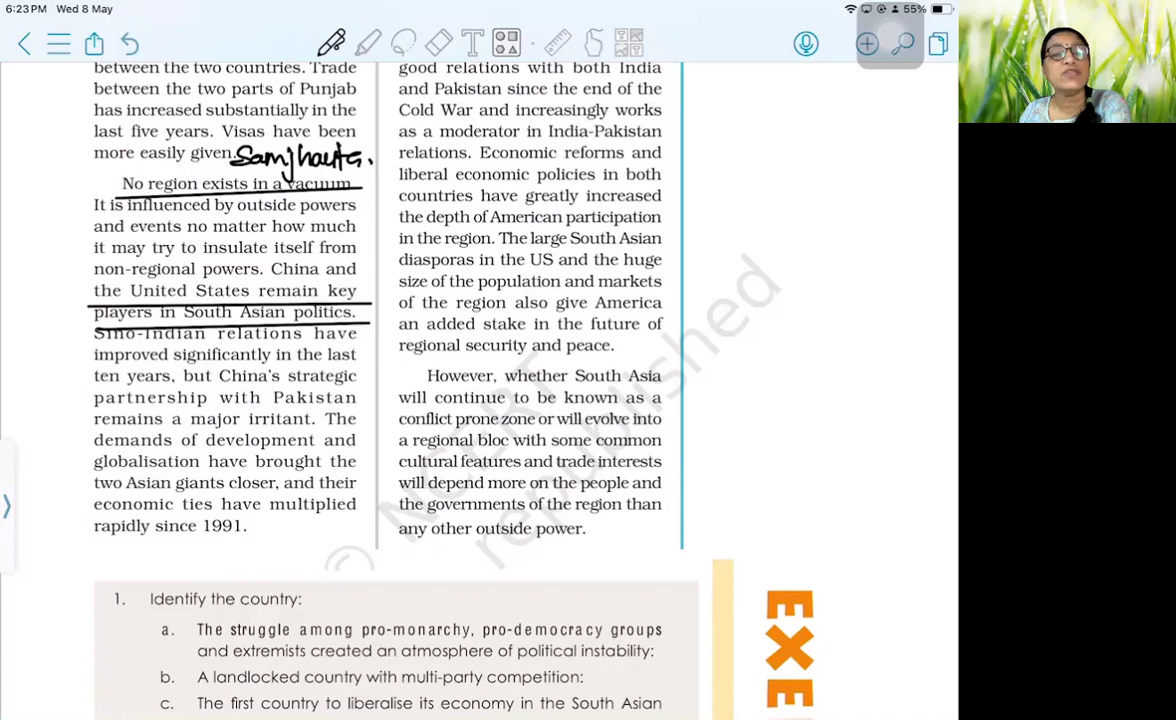 6:23 PM Wed 8 May
55%
between the two countries. Trade
between the two parts of Punjab
has increased substantially in the
last five years. Visas have been
more easily given. Samjhauta.
No region exists in a vacuum.
It is influenced by outside powers
and events no matter how much
it may try to insulate itself from
non-regional powers. China and
the United States remain key
players in South Asian politics.
Sino-Indian relations have
improved significantly in the last
ten years, but China's strategic
partnership with Pakistan
remains a major irritant. The
demands of development and
globalisation have brought the
two Asian giants closer, and their
economic ties have multiplied
rapidly since 1991.
good relations with both India
and Pakistan since the end of the
Cold War and increasingly works
as a moderator in India-Pakistan
relations. Economic reforms and
liberal economic policies in both
countries have greatly increased
the depth of American participation
in the region. The large South Asian
diasporas in the US and the huge
size of the population and markets
of the region also give America
an added stake in the future of
regional security and peace.
However, whether South Asia
will continue to be known as a
conflict prone zone or will evolve into
a regional bloc with some common
cultural features and trade interests
will depend more on the people and
the governments of the region than
any other outside power.
© NCERT
republished
1. Identify the country:
a. The struggle among pro-monarchy, pro-democracy groups
and extremists created an atmosphere of political instability:
b. A landlocked country with multi-party competition:
c. The first country to liberalise its economy in the South Asian
EXE